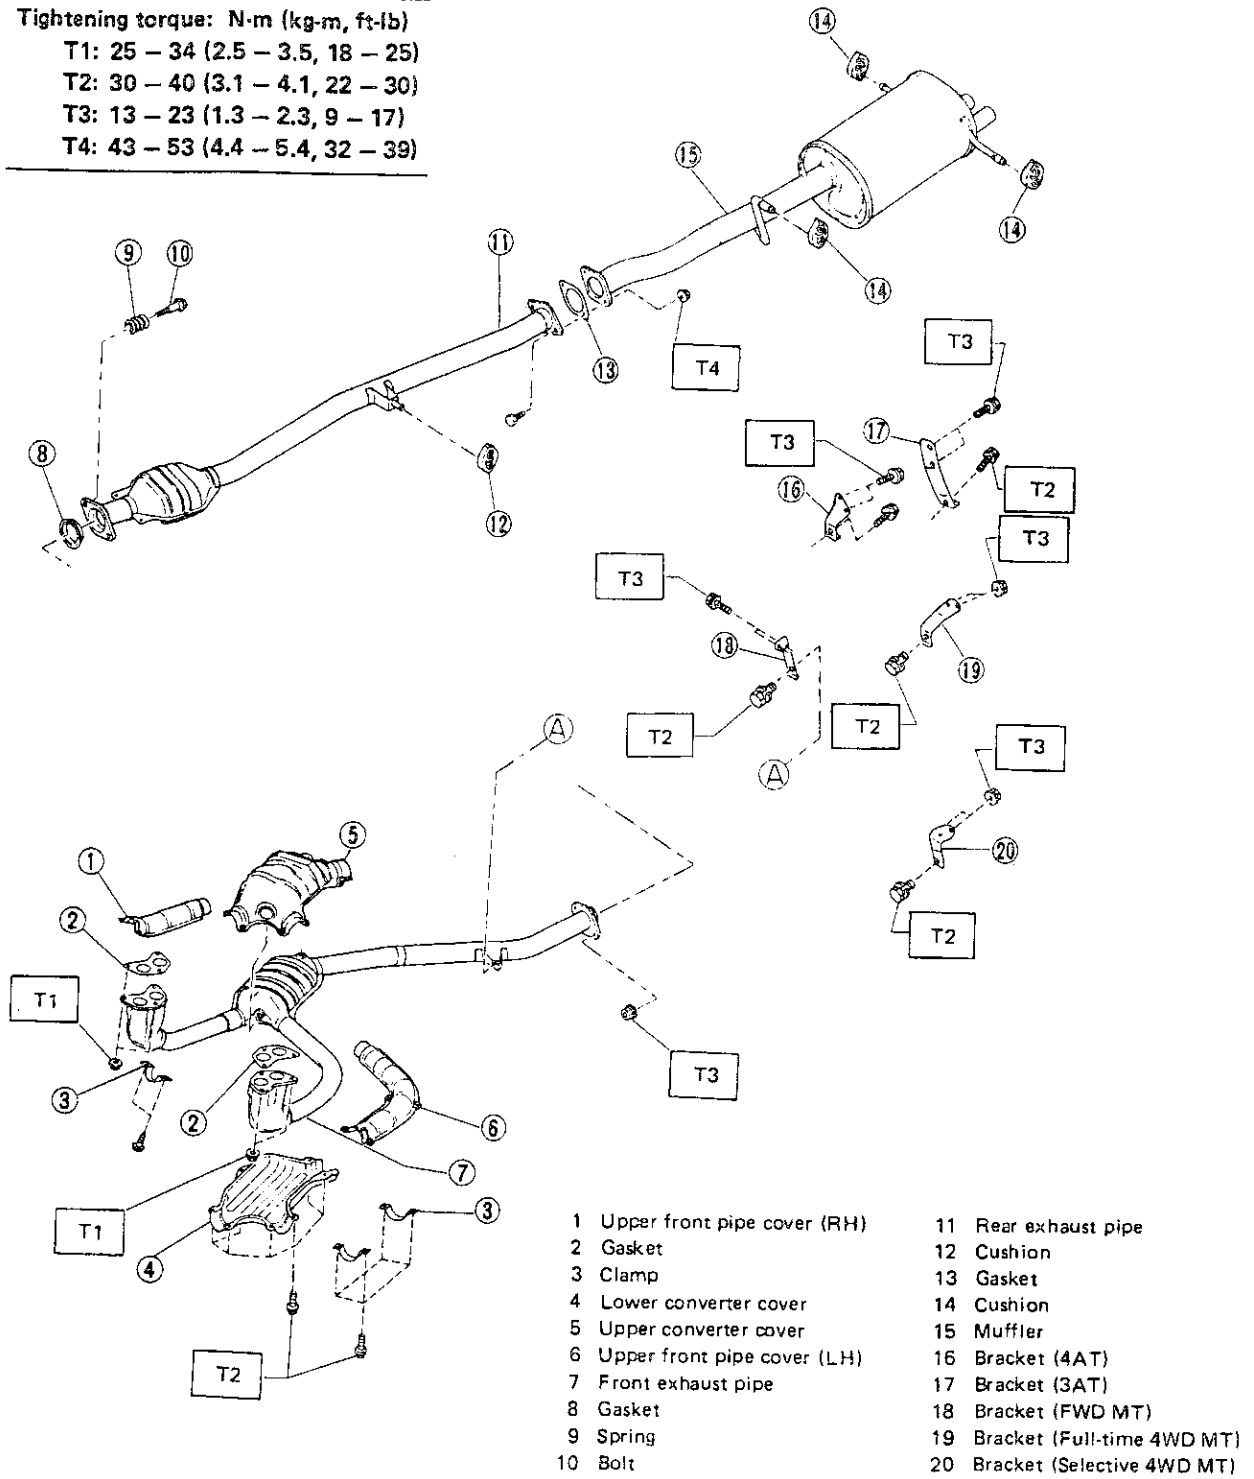 Tightening torque: N·m (kg-m, ft-lb)
T1: 25 – 34 (2.5 – 3.5, 18 – 25)
T2: 30 – 40 (3.1 – 4.1, 22 – 30)
T3: 13 – 23 (1.3 – 2.3, 9 – 17)
T4: 43 – 53 (4.4 – 5.4, 32 – 39)
14
15
14
11
9
10
14
T3
13
T4
17
T3
8
16
T2
12
T3
T3
18
19
T2
A
T2
T3
A
5
20
1
2
T2
T1
T3
3
2
6
7
T1
3
4
T2
1 Upper front pipe cover (RH)
2 Gasket
3 Clamp
4 Lower converter cover
5 Upper converter cover
6 Upper front pipe cover (LH)
7 Front exhaust pipe
8 Gasket
9 Spring
10 Bolt
11 Rear exhaust pipe
12 Cushion
13 Gasket
14 Cushion
15 Muffler
16 Bracket (4AT)
17 Bracket (3AT)
18 Bracket (FWD MT)
19 Bracket (Full-time 4WD MT)
20 Bracket (Selective 4WD MT)